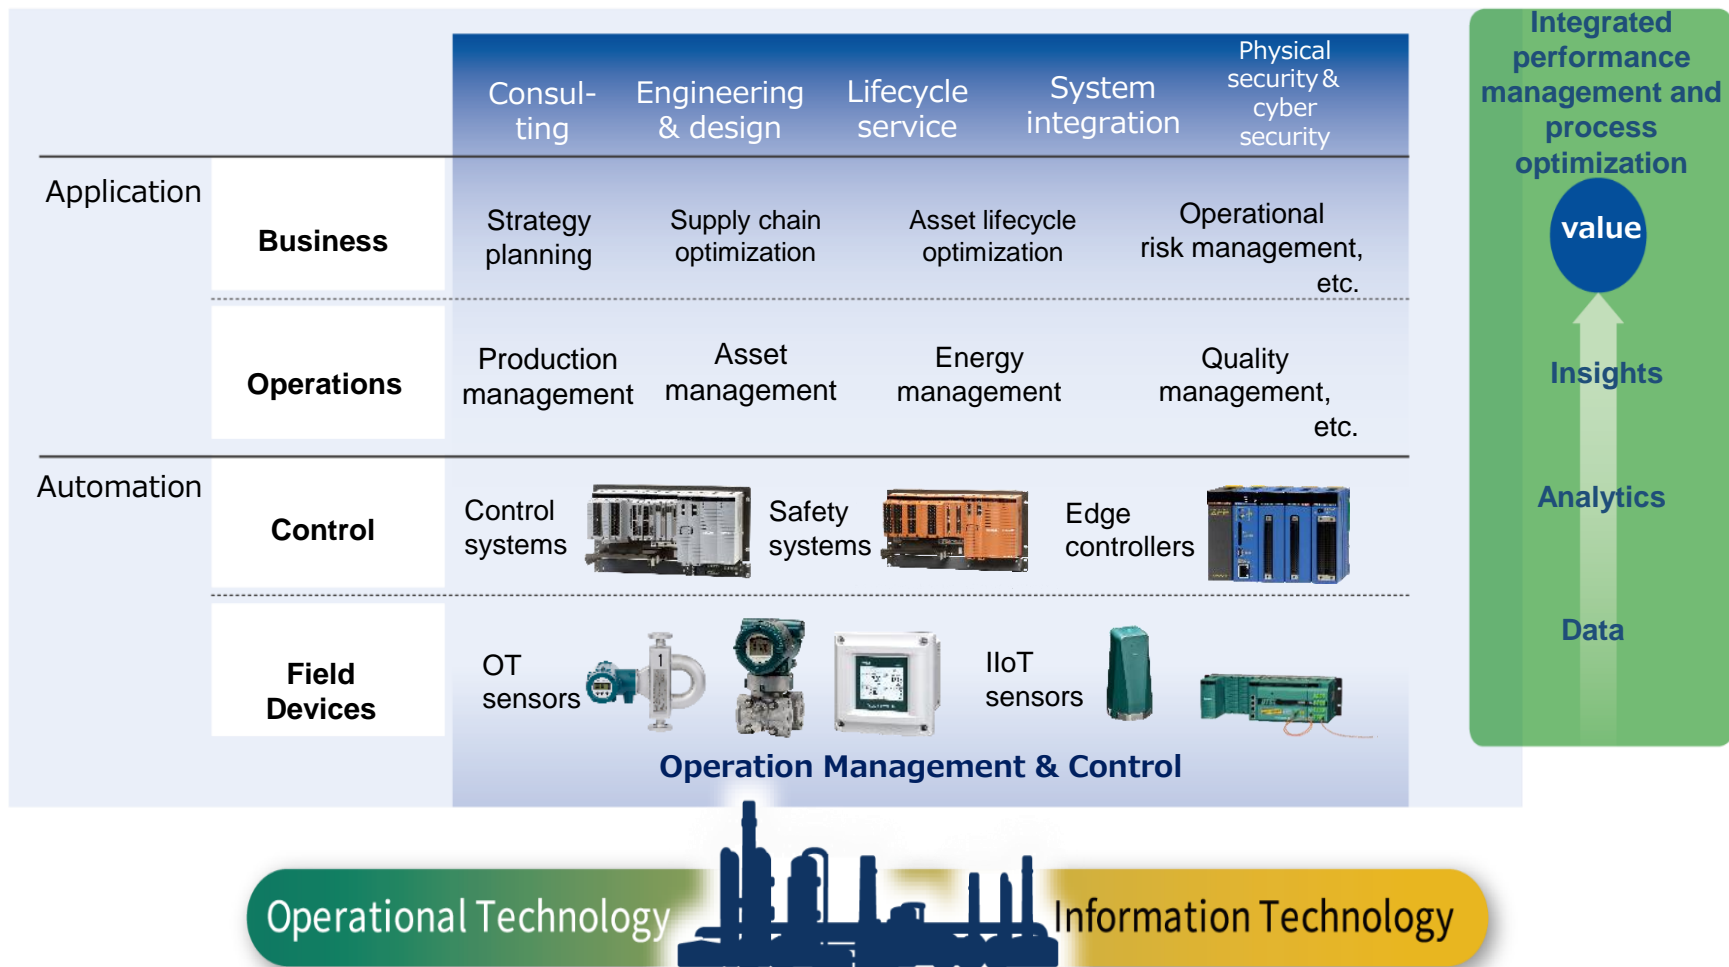 Consul-
ting
Engineering
& design
Lifecycle
service
System
integration
Physical
security &
cyber
security
Application
Business
Strategy
planning
Supply chain
optimization
Asset lifecycle
optimization
Operational
risk management,
etc.
Operations
Production
management
Asset
management
Energy
management
Quality
management,
etc.
Automation
Control
Control
systems
Safety
systems
Edge
controllers
Field
Devices
OT
sensors
1
IIoT
sensors
Operation Management & Control
Integrated
performance
management and
process
optimization
value
Insights
Analytics
Data
Operational Technology
Information Technology